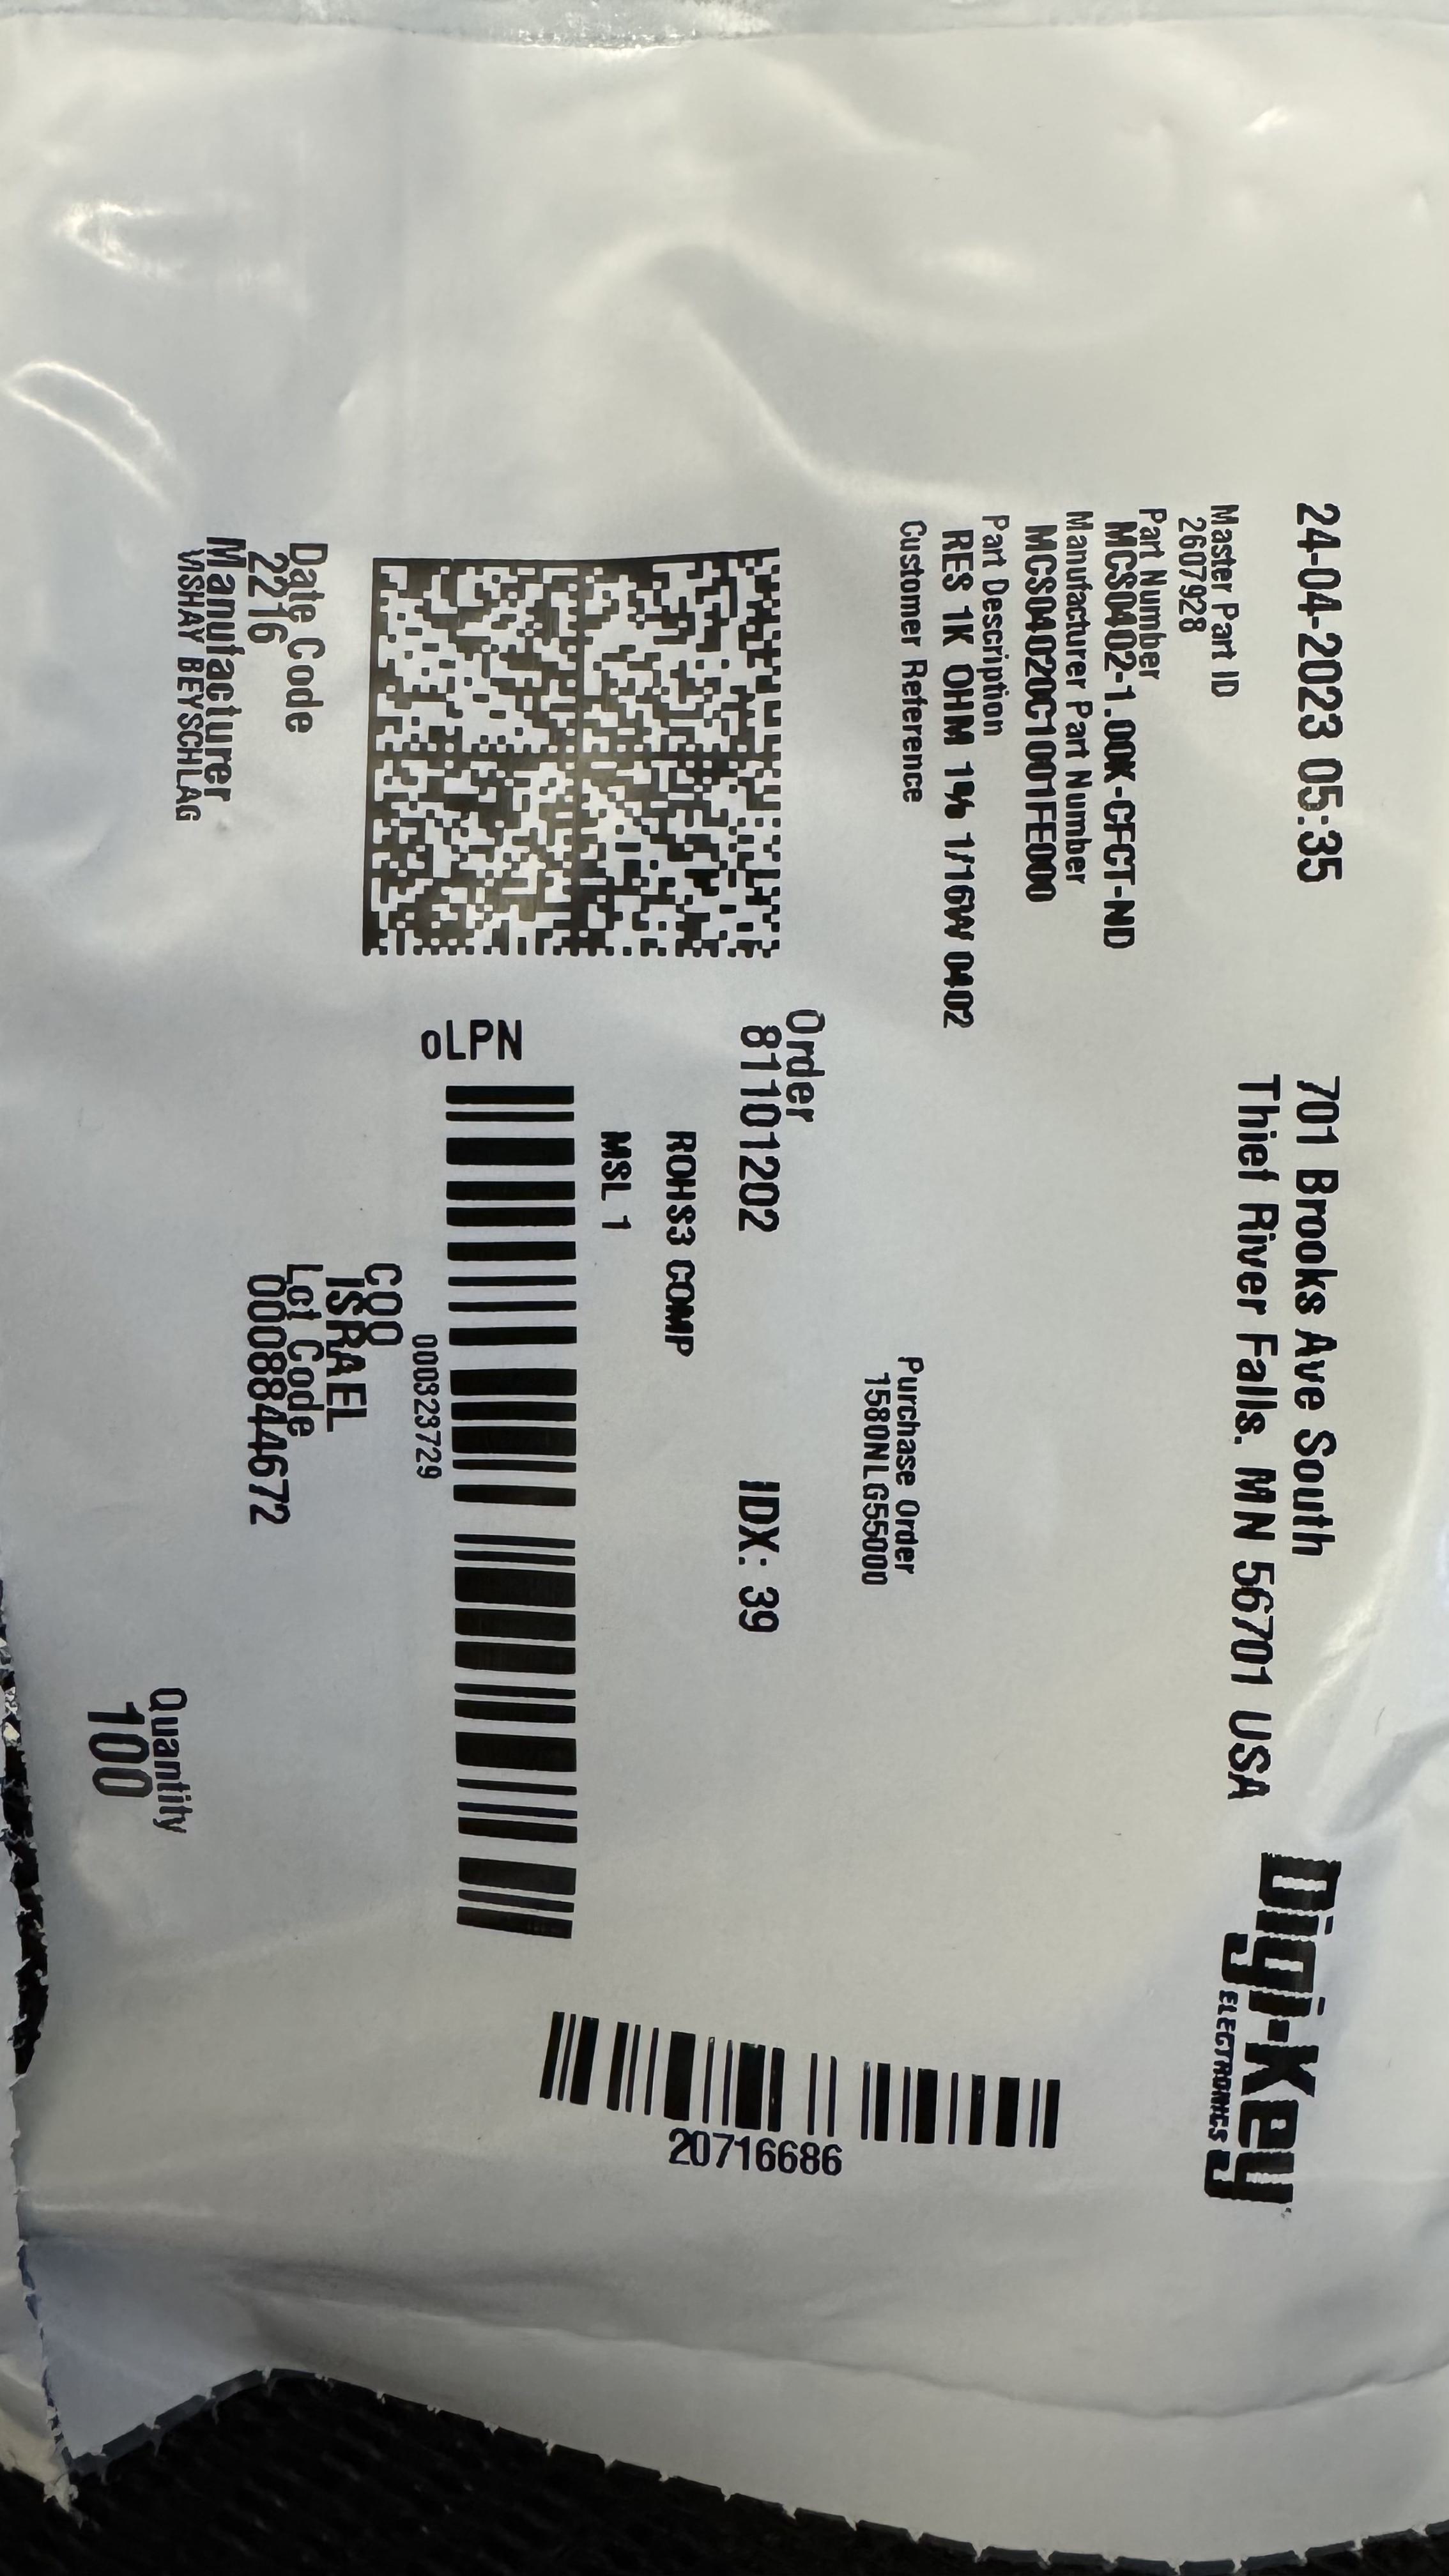 24-04-2023 05:35
701 Brooks Ave South
Thief River Falls, MN 56701 USA
Digi-Key
ELECTRONICS
Master Part ID
2607928
Part Number
MCS0402-1.00K-CFCT-ND
Manufacturer Part Number
MCS04020C1001FE000
Part Description
RES 1K OHM 1% 1/16W 0402
Customer Reference
Purchase Order
1580NLG55000
Order
81101202
IDX: 39
ROHS3 COMP
MSL 1
oLPN
000323729
COO
ISRAEL
Date Code
2216
Lot Code
0008844672
Manufacturer
VISHAY BEYSCHLAG
Quantity
100
20716686